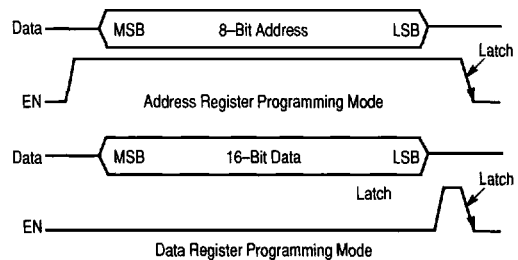 Data MSB 8–Bit Address LSB
Latch
EN Address Register Programming Mode
Data MSB 16–Bit Data LSB
Latch Latch
EN
Data Register Programming Mode